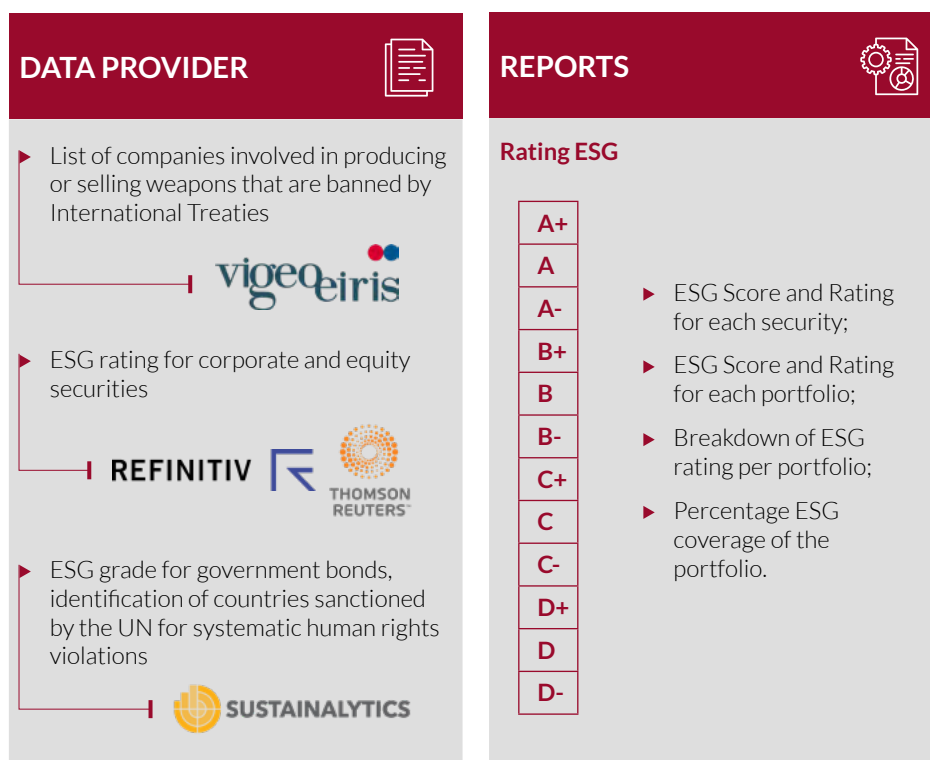 DATA PROVIDER
List of companies involved in producing
or selling weapons that are banned by
International Treaties
vigeoeiris
ESG rating for corporate and equity
securities
REFINITIV
THOMSON
REUTERS™
ESG grade for government bonds,
identification of countries sanctioned
by the UN for systematic human rights
violations
SUSTAINALYTICS
REPORTS
Rating ESG
A+
A
A-
B+
B
B-
C+
C
C-
D+
D
D-
ESG Score and Rating
for each security;
ESG Score and Rating
for each portfolio;
Breakdown of ESG
rating per portfolio;
Percentage ESG
coverage of the
portfolio.